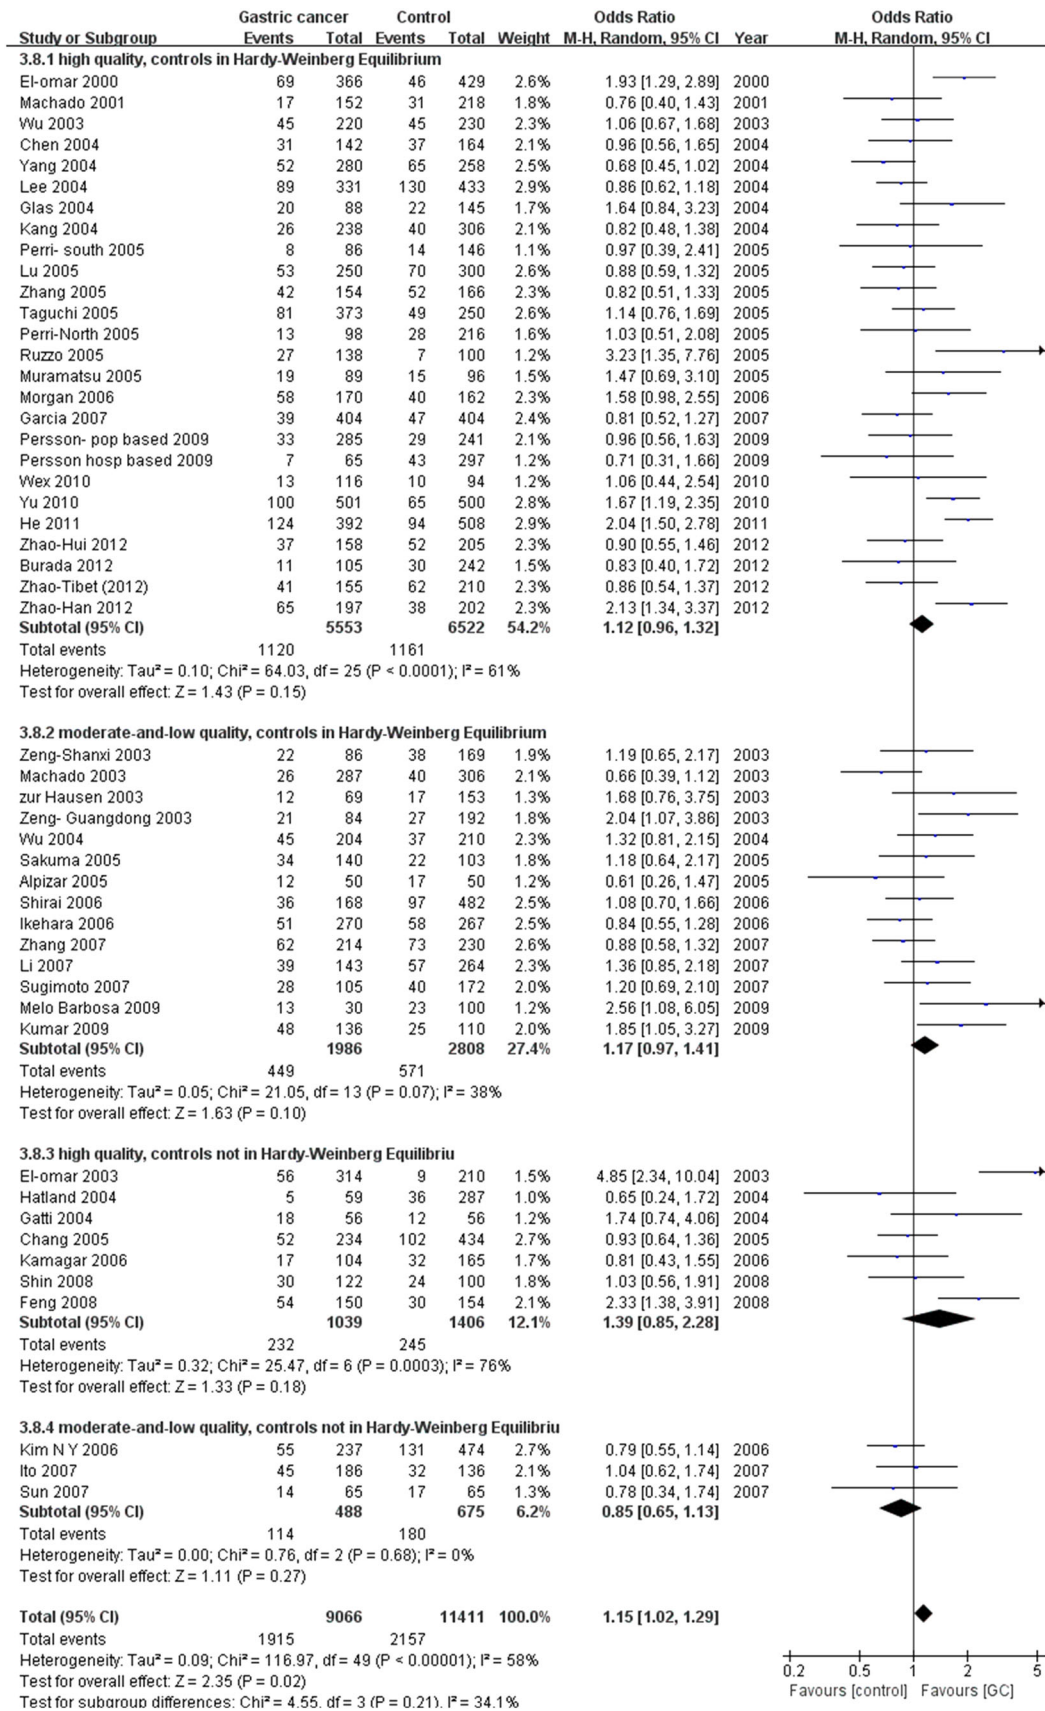 Gastric cancer Control Odds Ratio Odds Ratio
Study or Subgroup Events Total Events Total Weight M-H, Random, 95% CI Year M-H, Random, 95% CI
3.8.1 high quality, controls in Hardy-Weinberg Equilibrium
El-omar 2000 69 366 46 429 2.6% 1.93 [1.29, 2.89] 2000
Machado 2001 17 152 31 218 1.8% 0.76 [0.40, 1.43] 2001
Wu 2003 45 220 45 230 2.3% 1.06 [0.67, 1.68] 2003
Chen 2004 31 142 37 164 2.1% 0.96 [0.56, 1.65] 2004
Yang 2004 52 280 65 258 2.5% 0.68 [0.45, 1.02] 2004
Lee 2004 89 331 130 433 2.9% 0.86 [0.62, 1.18] 2004
Glas 2004 20 88 22 145 1.7% 1.64 [0.84, 3.23] 2004
Kang 2004 26 238 40 306 2.1% 0.82 [0.48, 1.38] 2004
Perri- south 2005 8 86 14 146 1.1% 0.97 [0.39, 2.41] 2005
Lu 2005 53 250 70 300 2.6% 0.88 [0.59, 1.32] 2005
Zhang 2005 42 154 52 166 2.2% 0.82 [0.51, 1.33] 2005
Taguchi 2005 81 373 49 250 2.6% 1.14 [0.76, 1.69] 2005
Perri-North 2005 13 98 28 216 1.6% 1.03 [0.51, 2.08] 2005
Ruzzo 2005 27 138 7 100 1.2% 3.23 [1.35, 7.76] 2005
Muramatsu 2005 19 89 15 96 1.5% 1.47 [0.69, 3.10] 2005
Morgan 2006 58 170 40 162 2.3% 1.58 [0.98, 2.55] 2006
Garcia 2007 39 404 47 404 2.4% 0.81 [0.52, 1.27] 2007
Persson- pop based 2009 33 285 29 241 2.1% 0.96 [0.56, 1.63] 2009
Persson hosp based 2009 7 65 43 297 1.2% 0.71 [0.31, 1.66] 2009
Wex 2010 13 116 10 94 1.2% 1.06 [0.44, 2.54] 2010
Yu 2010 100 501 65 500 2.8% 1.67 [1.19, 2.35] 2010
He 2011 124 392 94 508 2.9% 2.04 [1.50, 2.78] 2011
Zhao-Hui 2012 37 158 52 205 2.3% 0.90 [0.55, 1.46] 2012
Burada 2012 11 105 30 242 1.5% 0.83 [0.40, 1.72] 2012
Zhao-Tibet (2012) 41 155 62 210 2.3% 0.86 [0.54, 1.37] 2012
Zhao-Han 2012 65 197 38 202 2.3% 2.13 [1.34, 3.37] 2012
Subtotal (95% CI) 5553 6522 54.2% 1.12 [0.96, 1.32]
Total events 1120 1161
Heterogeneity: Tau² = 0.10; Chi² = 64.03, df = 25 (P < 0.0001); I² = 61%
Test for overall effect: Z = 1.43 (P = 0.15)
3.8.2 moderate-and-low quality, controls in Hardy-Weinberg Equilibrium
Zeng-Shanxi 2003 22 86 38 169 1.9% 1.19 [0.65, 2.17] 2003
Machado 2003 26 287 40 306 2.1% 0.66 [0.39, 1.12] 2003
zur Hausen 2003 12 69 17 153 1.3% 1.68 [0.76, 3.75] 2003
Zeng- Guangdong 2003 21 84 27 192 1.8% 2.04 [1.07, 3.86] 2003
Wu 2004 45 204 37 210 2.3% 1.32 [0.81, 2.15] 2004
Sakuma 2005 34 140 22 103 1.8% 1.18 [0.64, 2.17] 2005
Alpizar 2005 12 50 17 50 1.2% 0.61 [0.26, 1.47] 2005
Shirai 2006 36 168 97 482 2.5% 1.08 [0.70, 1.66] 2006
Ikehara 2006 51 270 58 267 2.5% 0.84 [0.55, 1.28] 2006
Zhang 2007 62 214 73 230 2.6% 0.88 [0.58, 1.32] 2007
Li 2007 39 143 57 264 2.3% 1.36 [0.85, 2.18] 2007
Sugimoto 2007 28 105 40 172 2.0% 1.20 [0.69, 2.10] 2007
Melo Barbosa 2009 13 30 23 100 1.2% 2.56 [1.08, 6.05] 2009
Kumar 2009 48 136 25 110 2.0% 1.85 [1.05, 3.27] 2009
Subtotal (95% CI) 1986 2808 27.4% 1.17 [0.97, 1.41]
Total events 449 571
Heterogeneity: Tau² = 0.05; Chi² = 21.05, df = 13 (P = 0.07); I² = 38%
Test for overall effect: Z = 1.63 (P = 0.10)
3.8.3 high quality, controls not in Hardy-Weinberg Equilibriu
El-omar 2003 56 314 9 210 1.5% 4.85 [2.34, 10.04] 2003
Hatland 2004 5 59 36 287 1.0% 0.65 [0.24, 1.72] 2004
Gatti 2004 18 56 12 56 1.2% 1.74 [0.74, 4.06] 2004
Chang 2005 52 234 102 434 2.7% 0.93 [0.64, 1.36] 2005
Kamagar 2006 17 104 32 165 1.7% 0.81 [0.43, 1.55] 2006
Shin 2008 30 122 24 100 1.8% 1.03 [0.56, 1.91] 2008
Feng 2008 54 150 30 154 2.1% 2.33 [1.38, 3.91] 2008
Subtotal (95% CI) 1039 1406 12.1% 1.39 [0.85, 2.28]
Total events 232 245
Heterogeneity: Tau² = 0.32; Chi² = 25.47, df = 6 (P = 0.0003); I² = 76%
Test for overall effect: Z = 1.33 (P = 0.18)
3.8.4 moderate-and-low quality, controls not in Hardy-Weinberg Equilibriu
Kim N Y 2006 55 237 131 474 2.7% 0.79 [0.55, 1.14] 2006
Ito 2007 45 186 32 136 2.1% 1.04 [0.62, 1.74] 2007
Sun 2007 14 65 17 65 1.3% 0.78 [0.34, 1.74] 2007
Subtotal (95% CI) 488 675 6.2% 0.85 [0.65, 1.13]
Total events 114 180
Heterogeneity: Tau² = 0.00; Chi² = 0.76, df = 2 (P = 0.68); I² = 0%
Test for overall effect: Z = 1.11 (P = 0.27)
Total (95% CI) 9066 11411 100.0% 1.15 [1.02, 1.29]
Total events 1915 2157
Heterogeneity: Tau² = 0.09; Chi² = 116.97, df = 49 (P < 0.00001); I² = 58%
Test for overall effect: Z = 2.35 (P = 0.02)
Test for subgroup differences: Chi² = 4.55, df = 3 (P = 0.21), I² = 34.1%
0.2 0.5 1 2 5
Favours [control] Favours [GC]